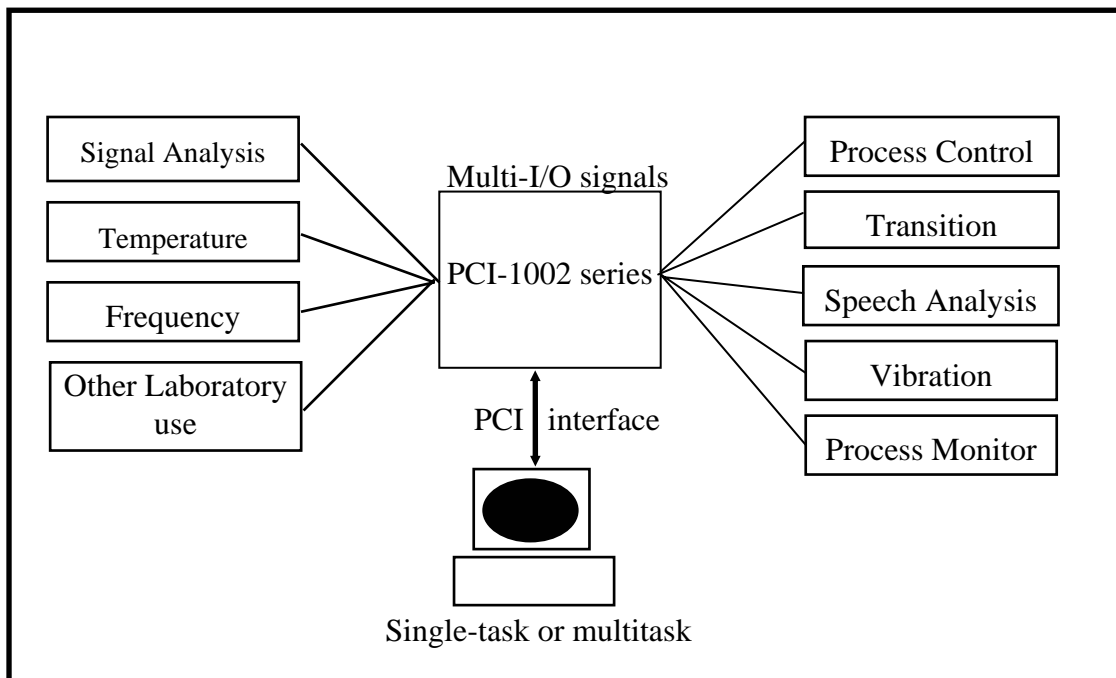 Signal Analysis
Temperature
Frequency
Other Laboratory
use
Multi-I/O signals
PCI-1002 series
PCI interface
Single-task or multitask
Process Control
Transition
Speech Analysis
Vibration
Process Monitor